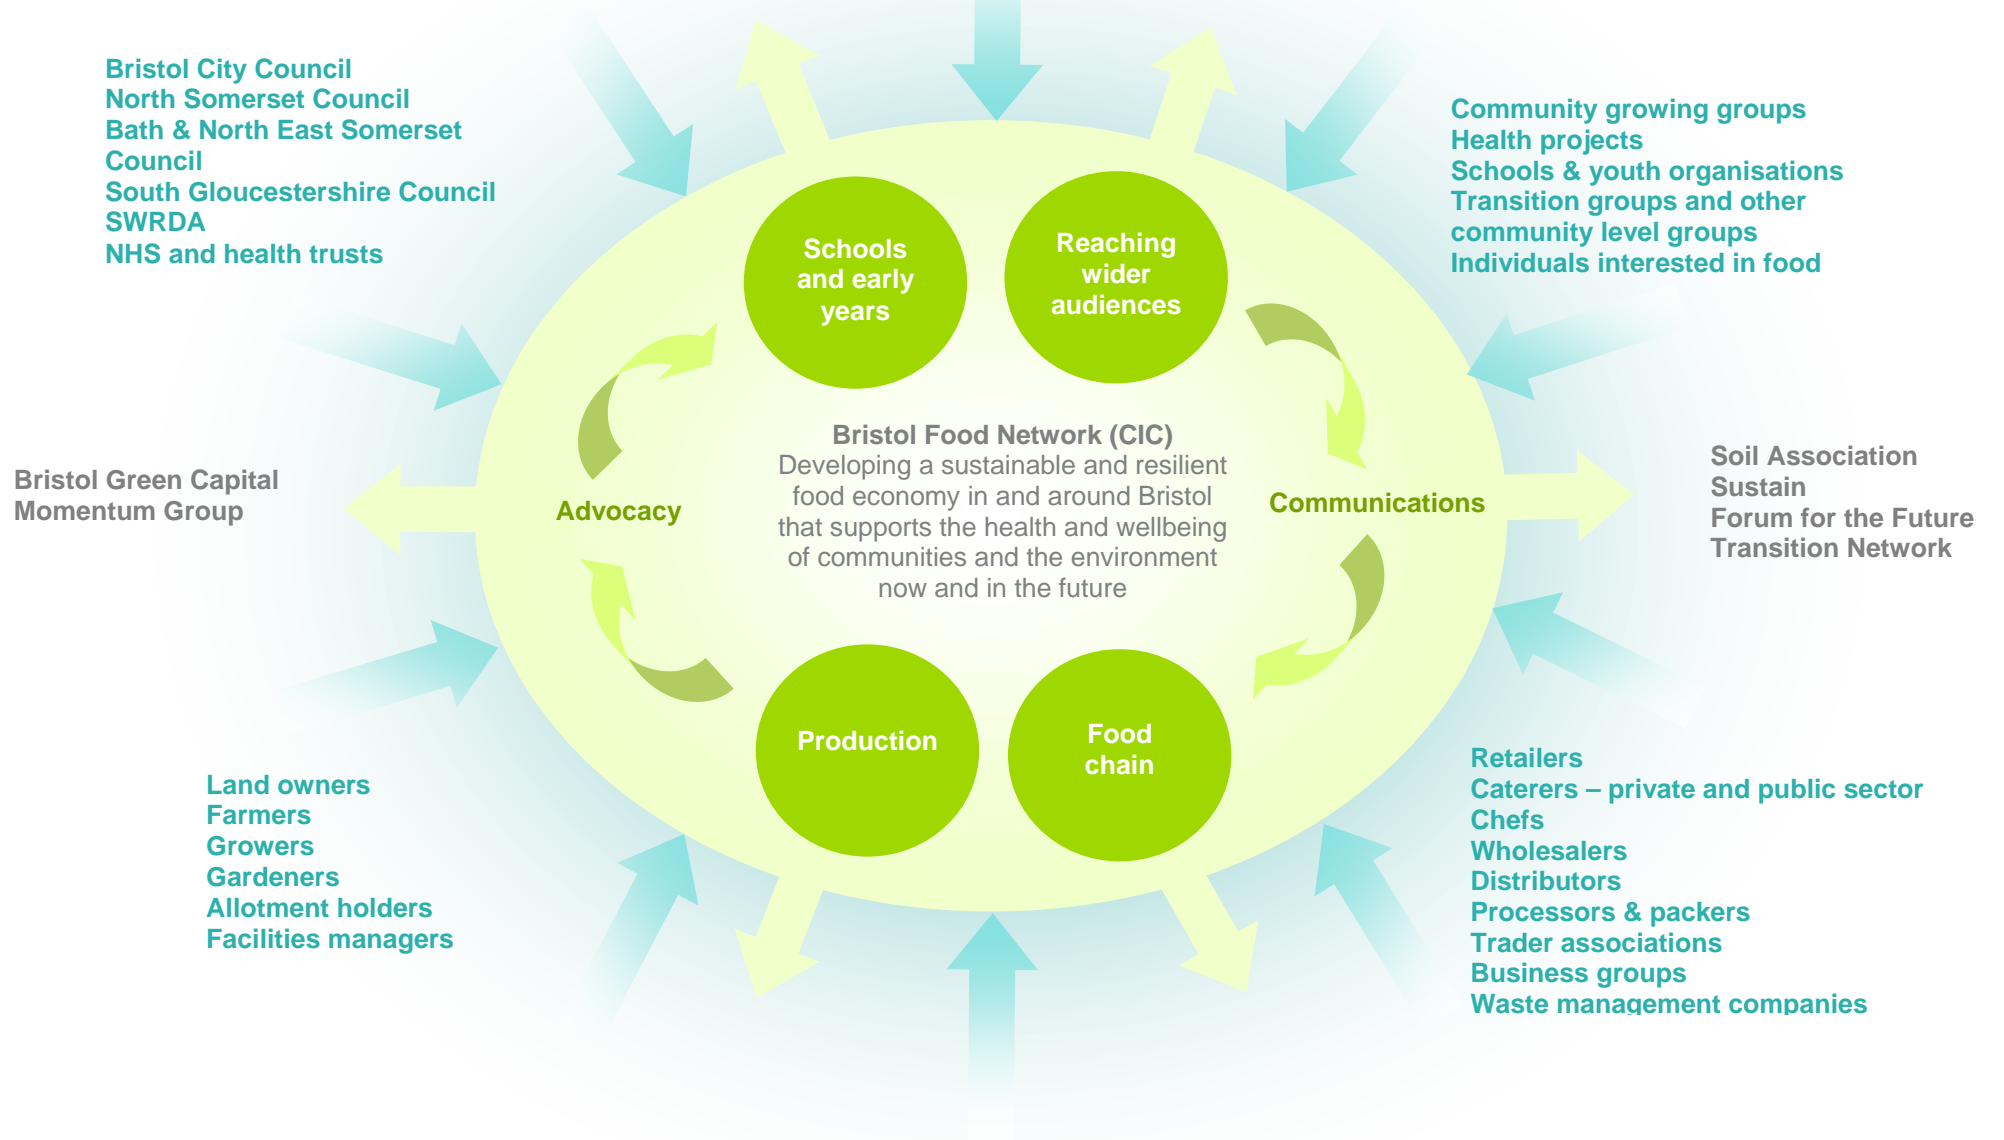 Bristol City Council
North Somerset Council
Bath & North East Somerset
Council
South Gloucestershire Council
SWRDA
NHS and health trusts
Community growing groups
Health projects
Schools & youth organisations
Transition groups and other
community level groups
Individuals interested in food
Schools
and early
years
Reaching
wider
audiences
Bristol Green Capital
Momentum Group
Advocacy
Bristol Food Network (CIC)
Developing a sustainable and resilient
food economy in and around Bristol
that supports the health and wellbeing
of communities and the environment
now and in the future
Communications
Soil Association
Sustain
Forum for the Future
Transition Network
Production
Food
chain
Land owners
Farmers
Growers
Gardeners
Allotment holders
Facilities managers
Retailers
Caterers – private and public sector
Chefs
Wholesalers
Distributors
Processors & packers
Trader associations
Business groups
Waste management companies